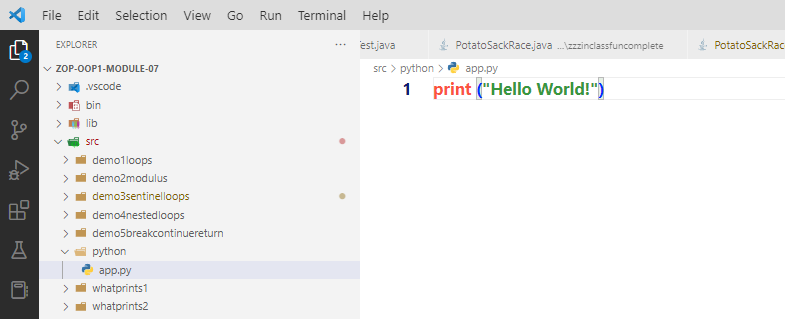 File Edit Selection View Go Run Terminal Help
EXPLORER ...
est.java PotatoSackRace.java ...\zzzinclassfuncomplete PotatoSackRac
src > python > app.py
1 print ("Hello World!")
2
ZOP-OOP1-MODULE-07
.vscode
bin
lib
src
demo1loops
demo2modulus
demo3sentinelloops
demo4nestedloops
demo5breakcontinuereturn
python
app.py
whatprints1
whatprints2